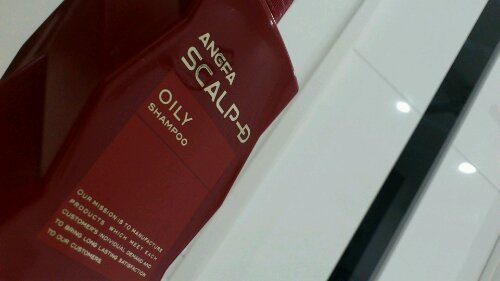 ANGFA
SCALP-D
OILY
SHAMPOO
OUR MISSION IS TO MANUFACTURE
PRODUCTS WHICH MEET EACH
CUSTOMER'S INDIVIDUAL DEMAND AND
TO BRING LONG LASTING SATISFACTION
TO OUR CUSTOMERS